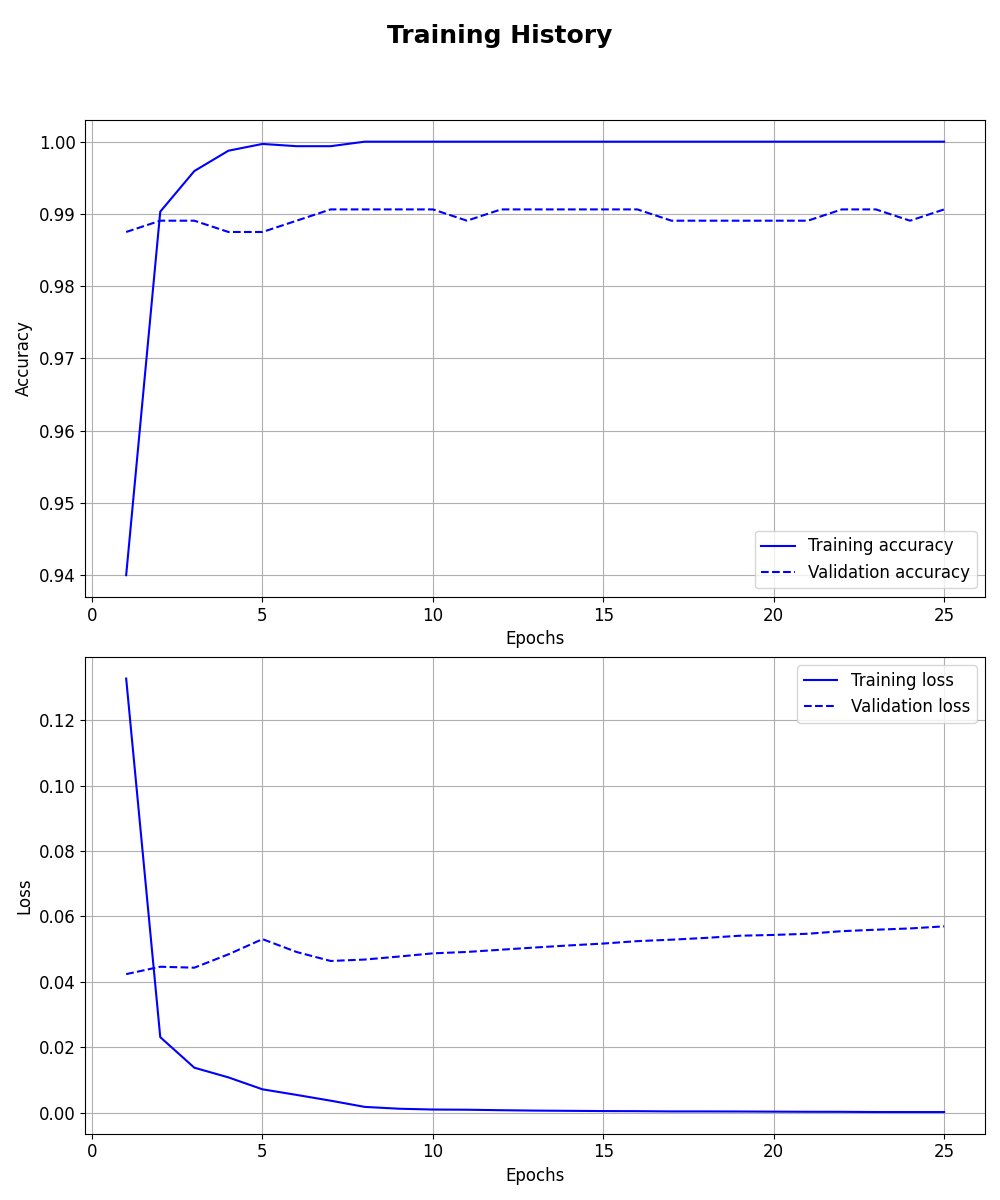 Training History
1.00
0.99
0.98
0.97
0.96
0.95
0.94
Accuracy
Training accuracy
Validation accuracy
0 5 10 15 20 25
Epochs
0.12
0.10
0.08
0.06
0.04
0.02
0.00
Loss
Training loss
Validation loss
0 5 10 15 20 25
Epochs